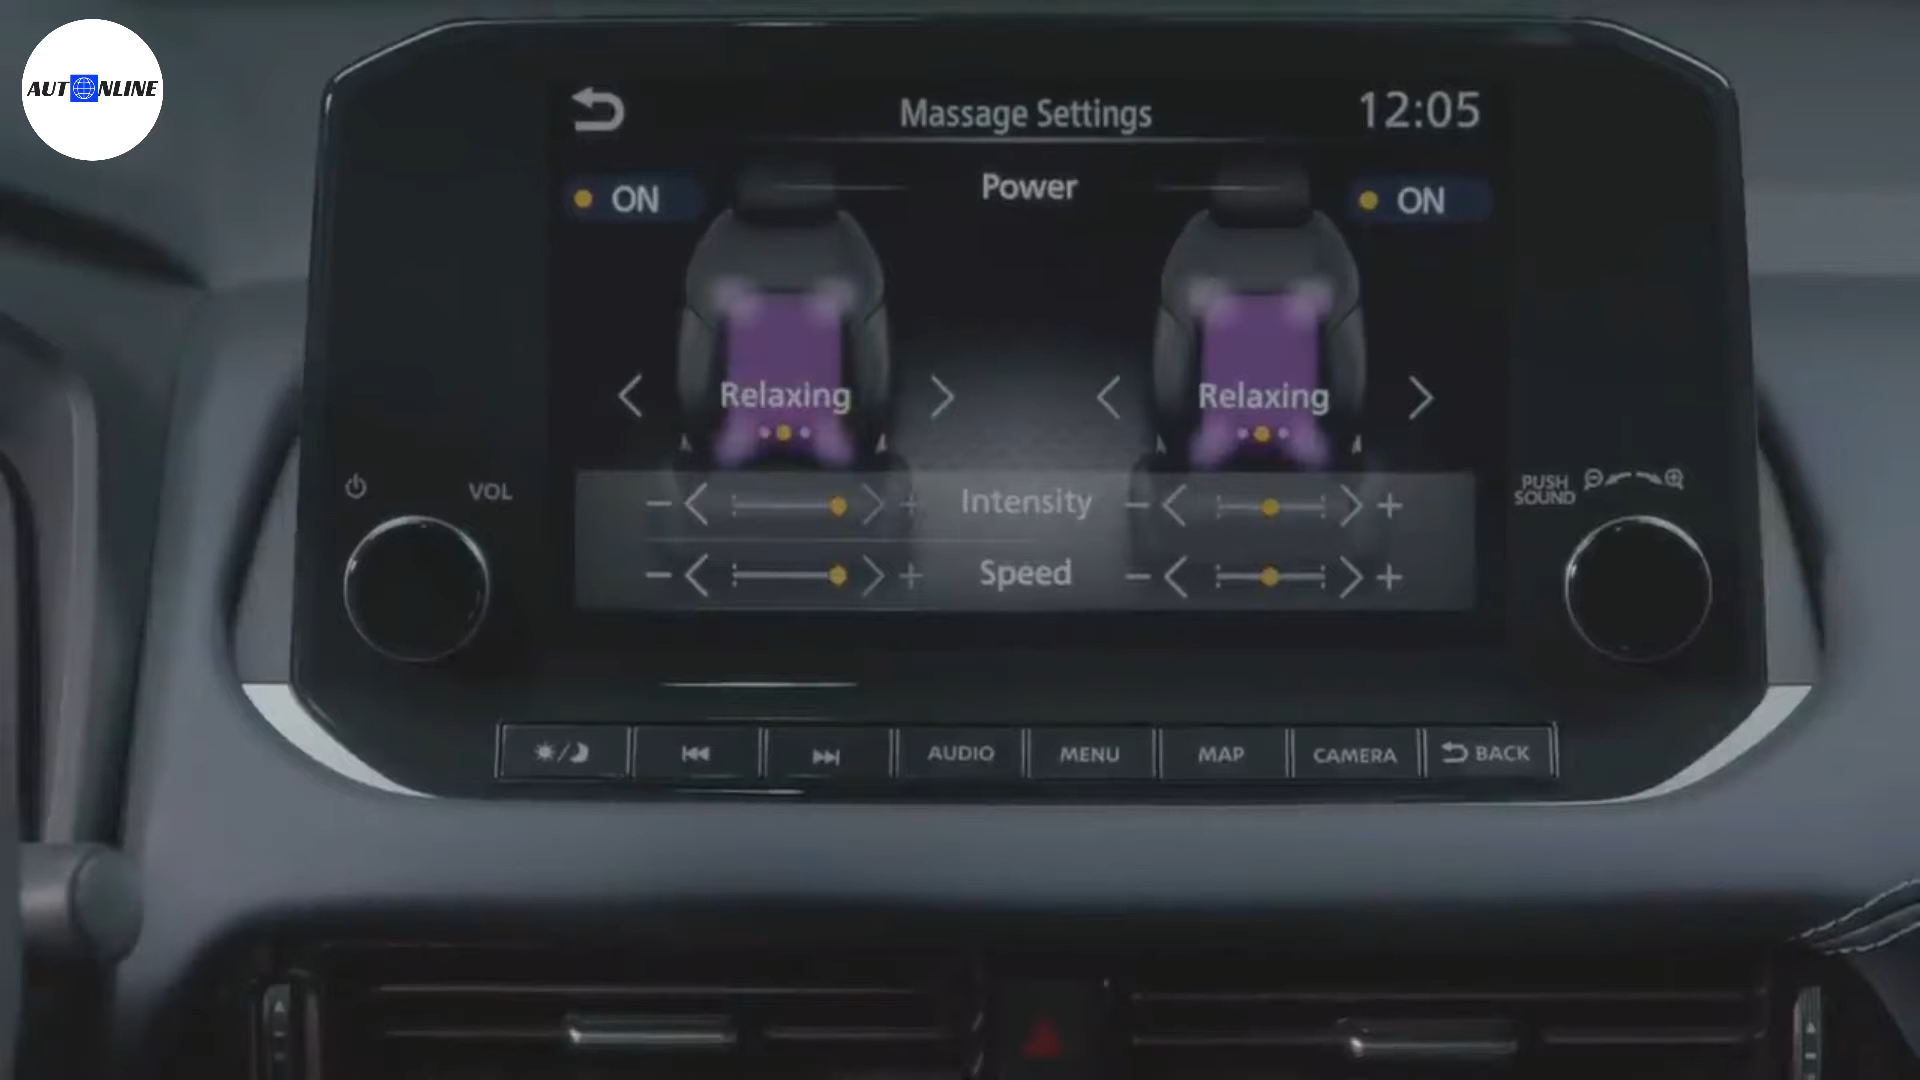 AUTONLINE
Massage Settings
12:05
ON
Power
ON
Relaxing
Relaxing
VOL
PUSH
SOUND
− Intensity +
− +
− Speed +
− +
AUDIO
MENU
MAP
CAMERA
BACK